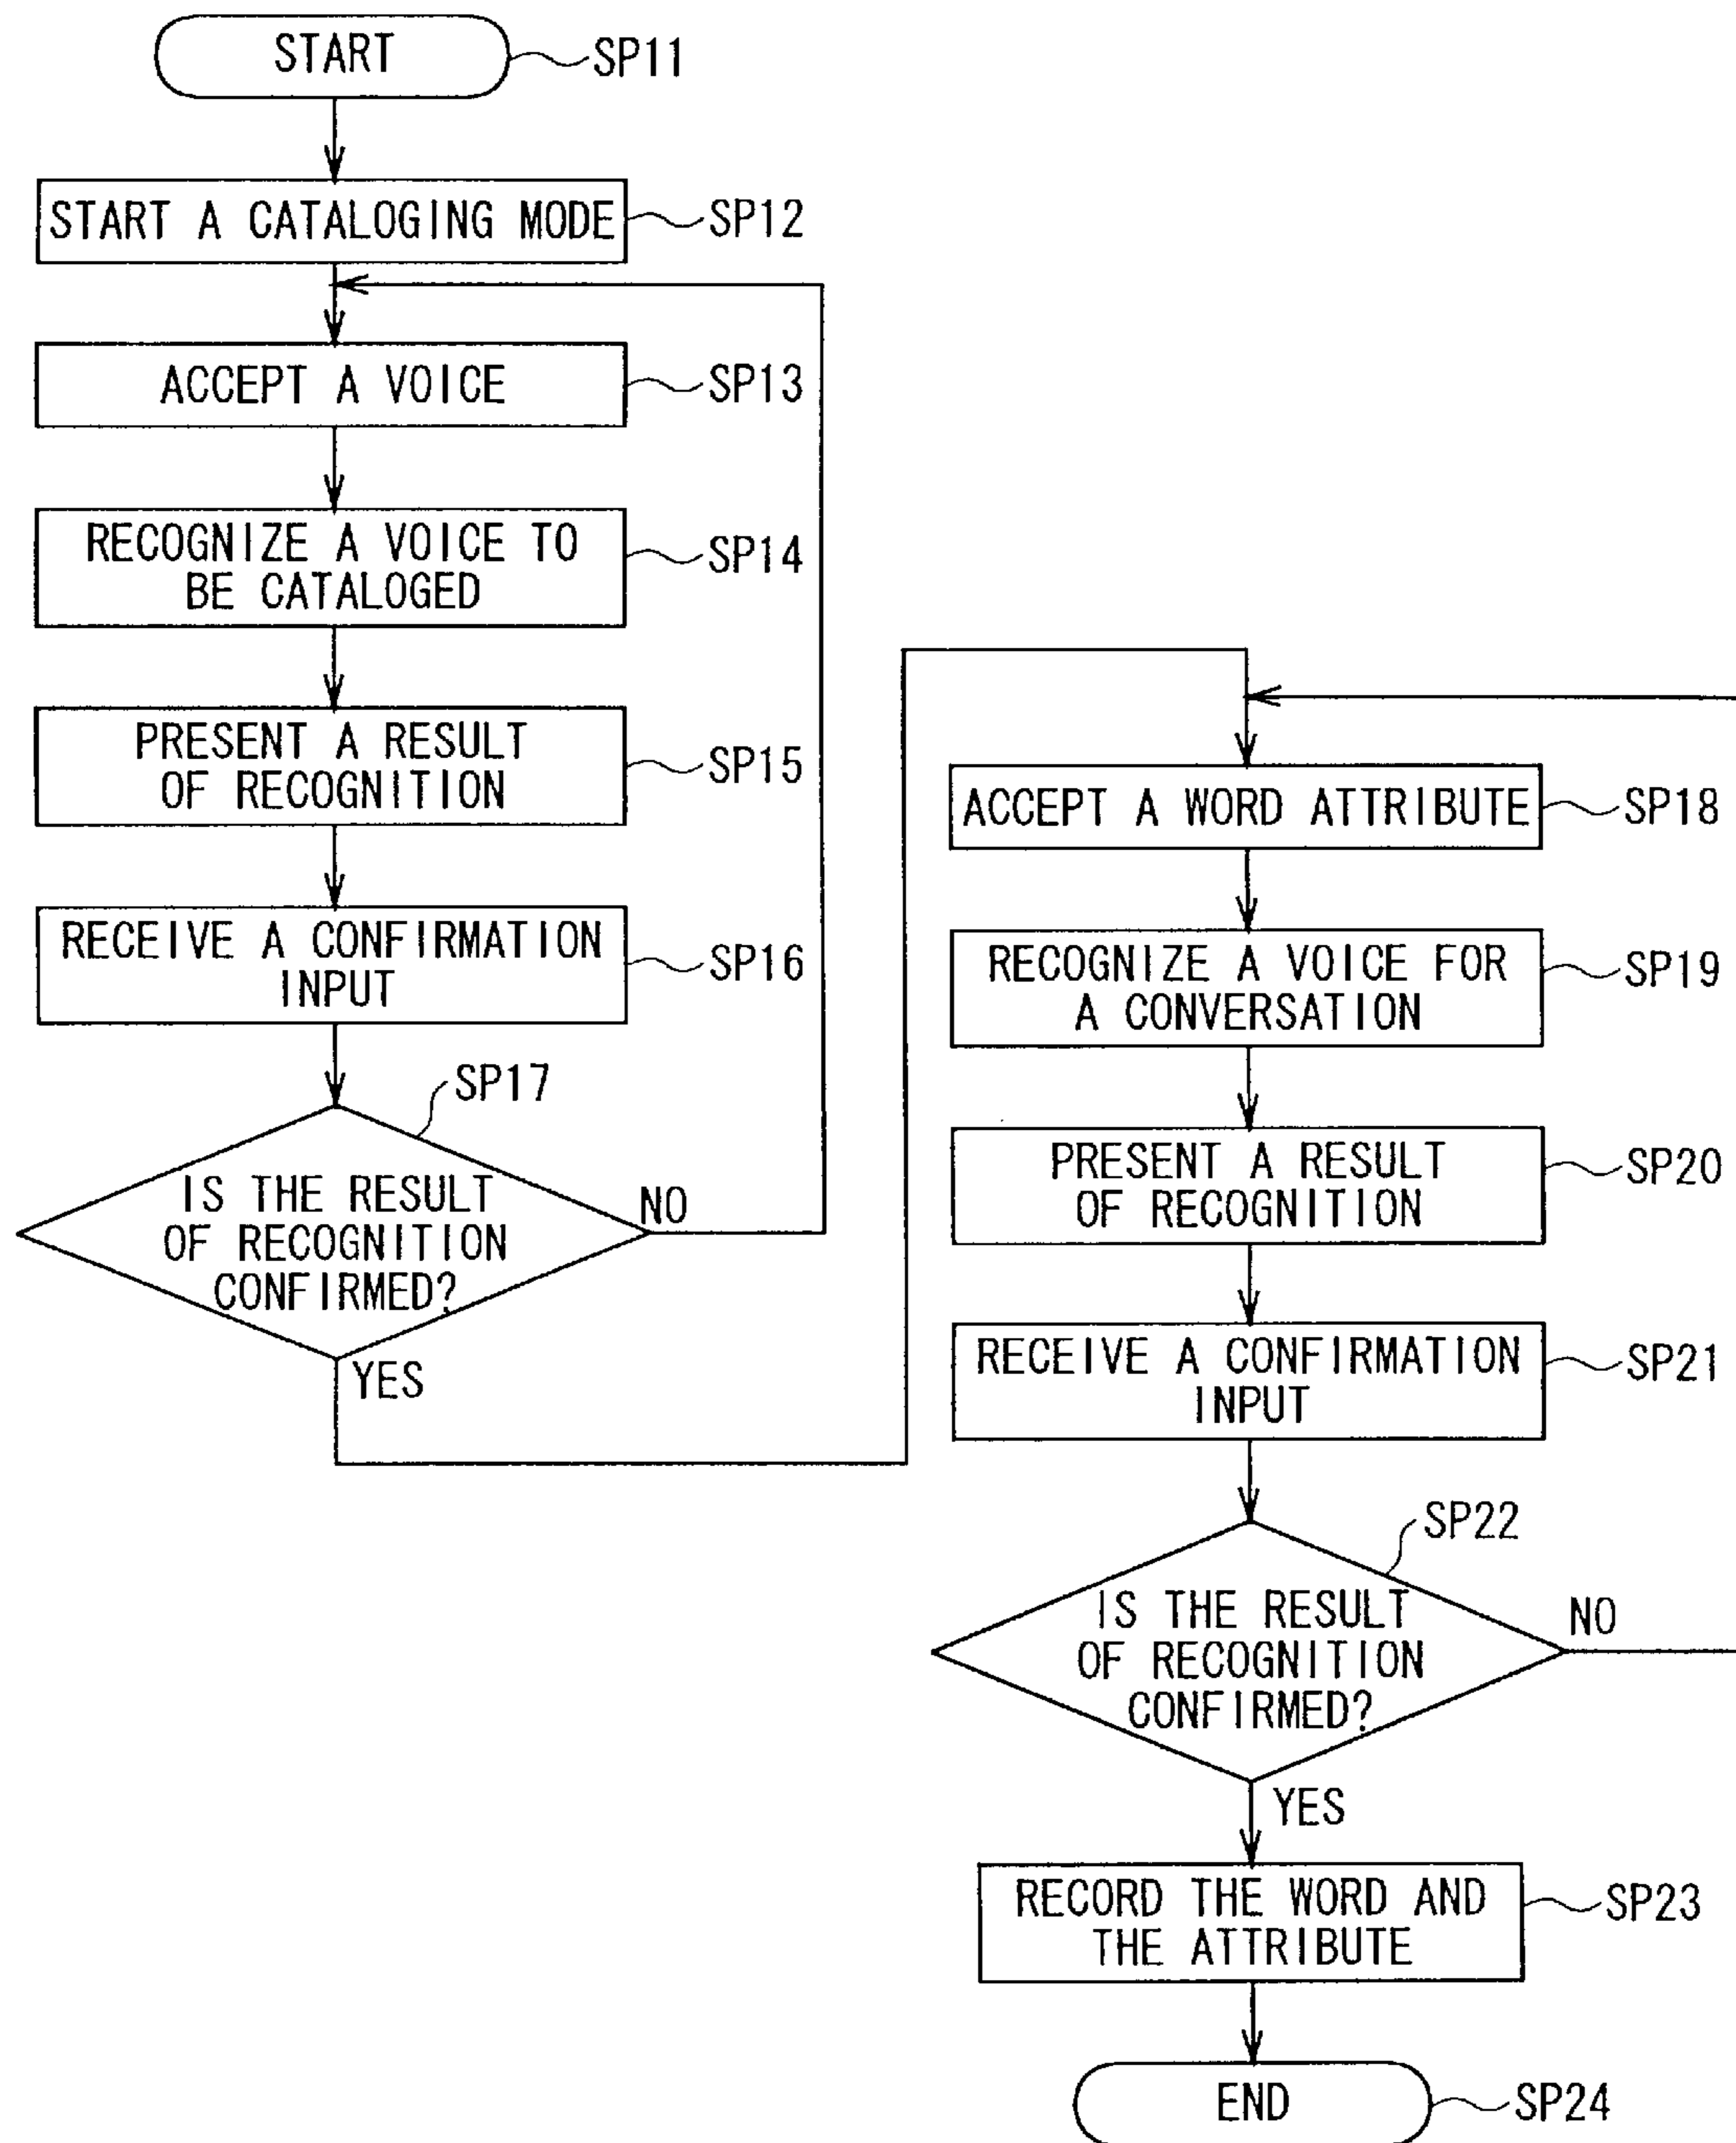 START
SP11
START A CATALOGING MODE
SP12
ACCEPT A VOICE
SP13
RECOGNIZE A VOICE TO
BE CATALOGED
SP14
PRESENT A RESULT
OF RECOGNITION
SP15
RECEIVE A CONFIRMATION
INPUT
SP16
SP17
IS THE RESULT
OF RECOGNITION
CONFIRMED?
NO
YES
ACCEPT A WORD ATTRIBUTE
SP18
RECOGNIZE A VOICE FOR
A CONVERSATION
SP19
PRESENT A RESULT
OF RECOGNITION
SP20
RECEIVE A CONFIRMATION
INPUT
SP21
SP22
IS THE RESULT
OF RECOGNITION
CONFIRMED?
NO
YES
RECORD THE WORD AND
THE ATTRIBUTE
SP23
END
SP24